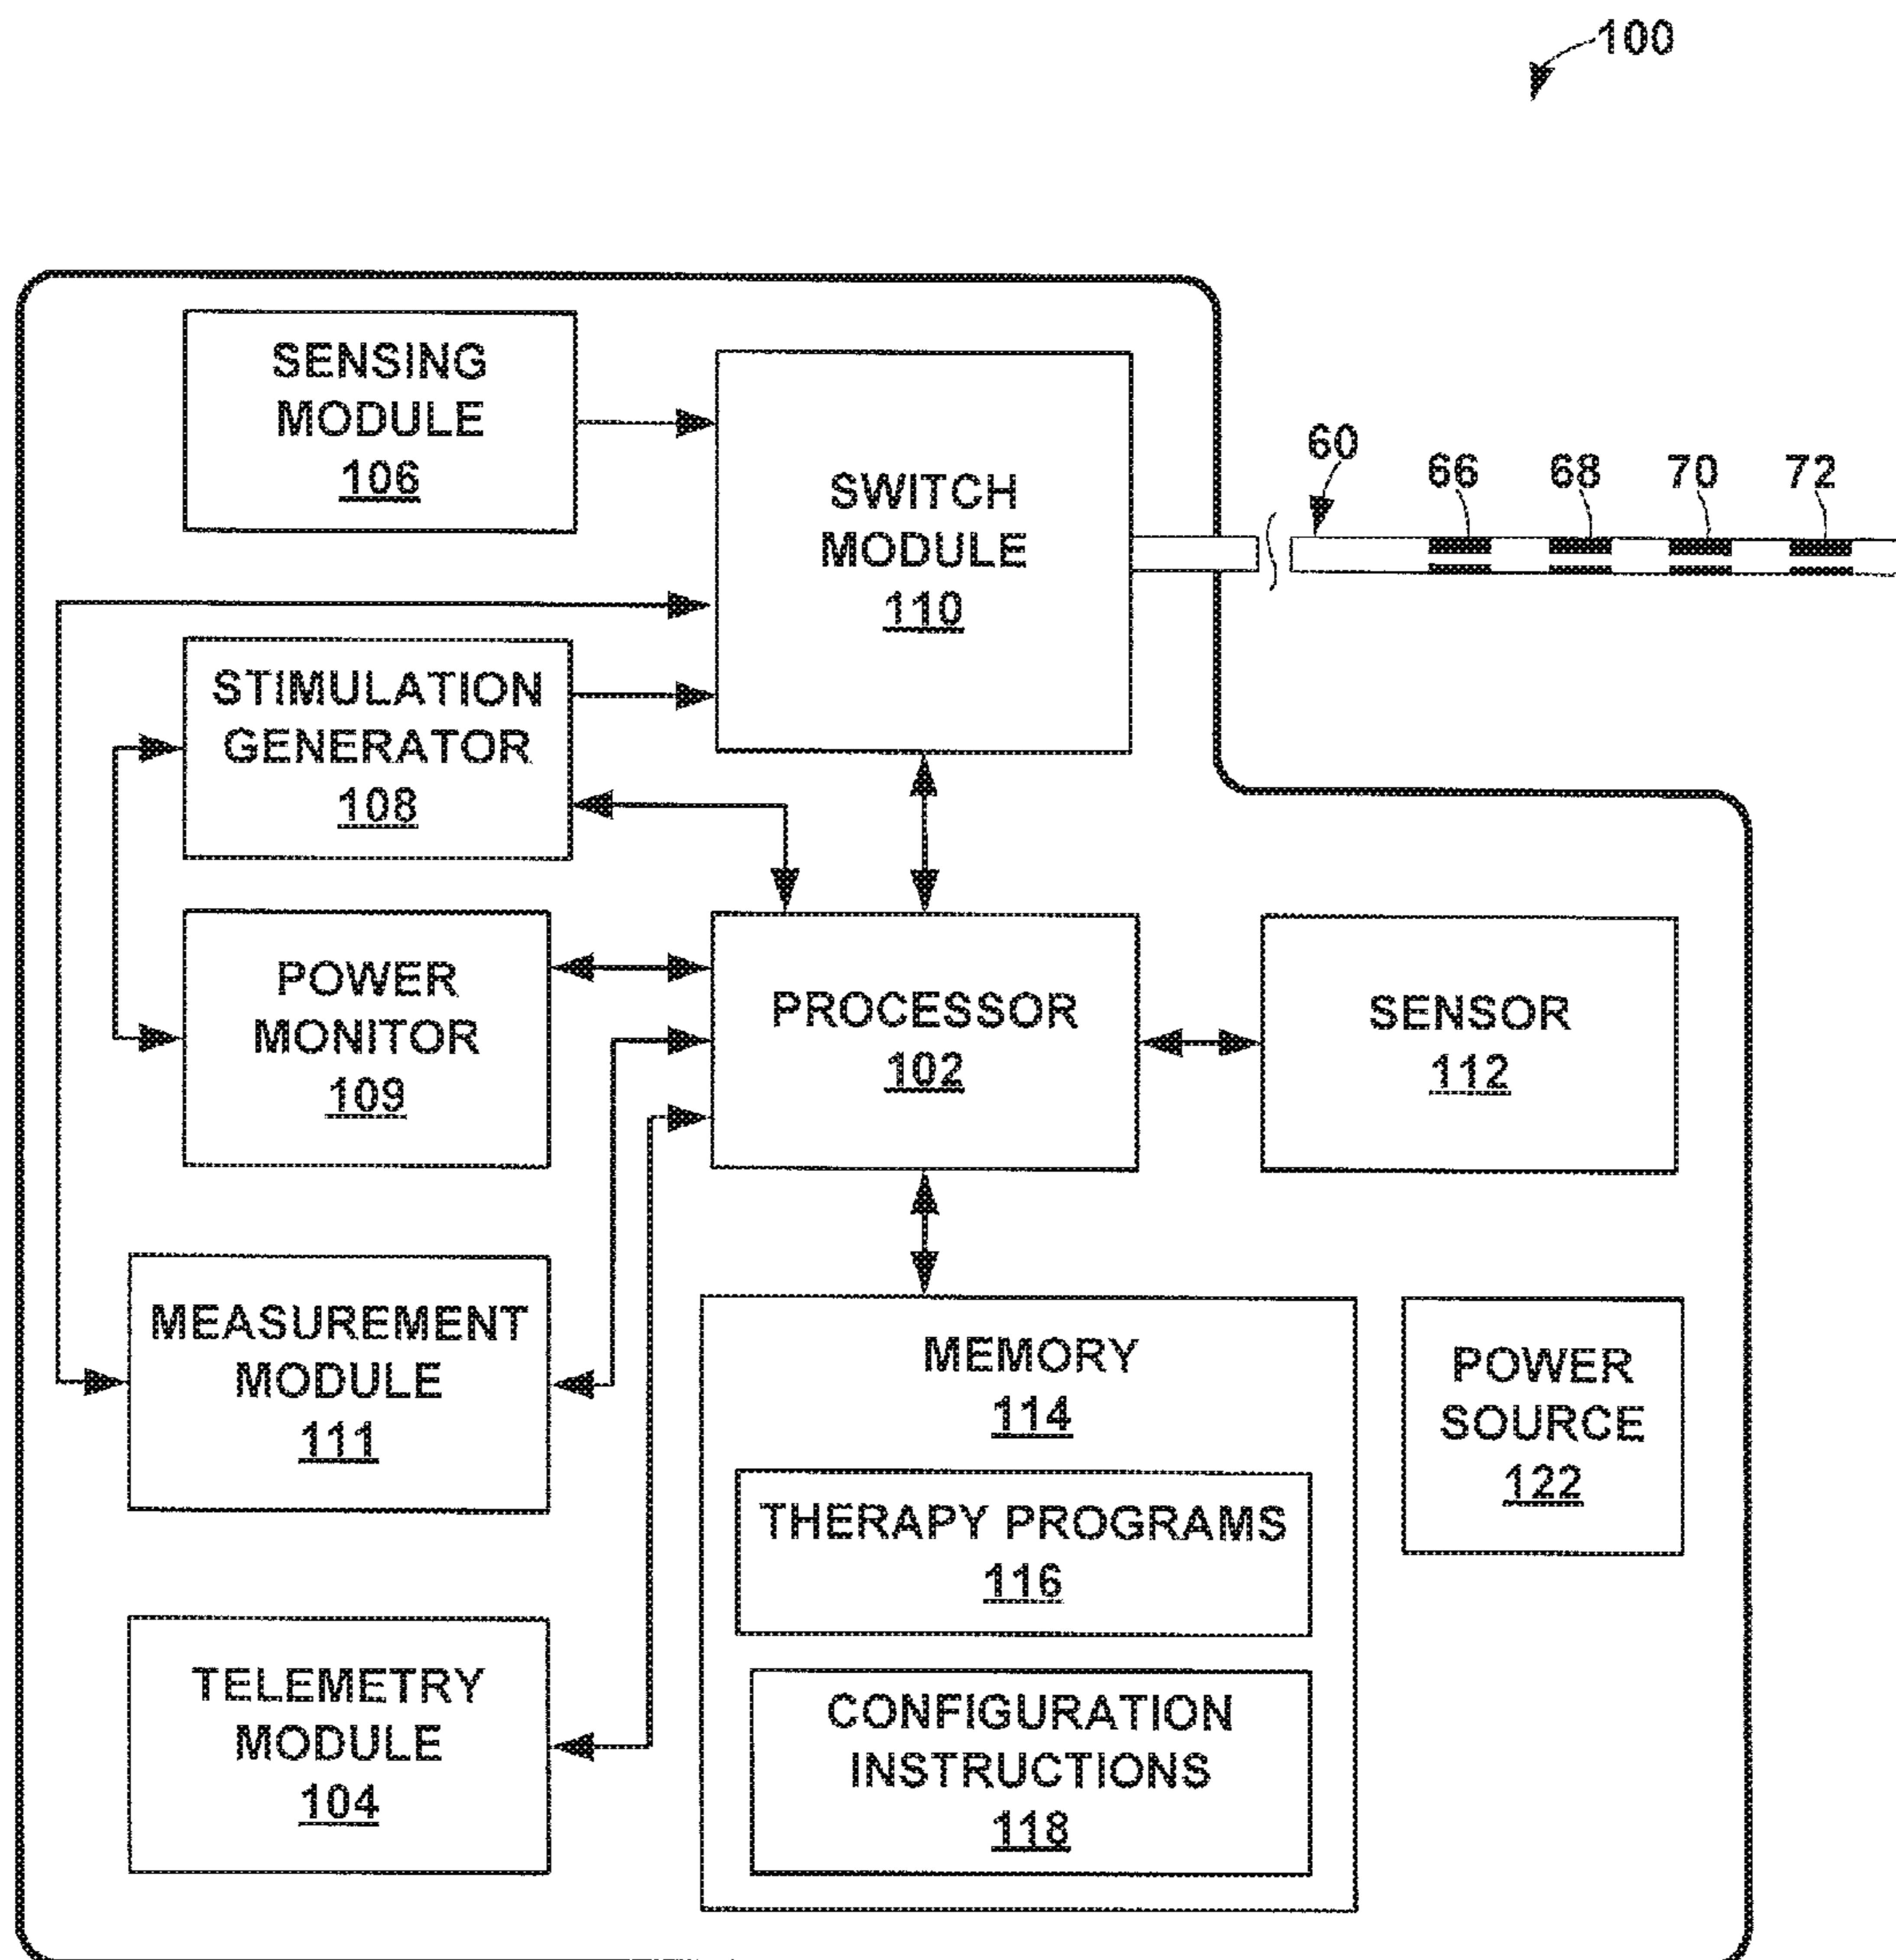 100
SENSING
MODULE
106
SWITCH
MODULE
110
60
66
68
70
72
STIMULATION
GENERATOR
108
POWER
MONITOR
109
PROCESSOR
102
SENSOR
112
MEASUREMENT
MODULE
111
MEMORY
114
POWER
SOURCE
122
THERAPY PROGRAMS
116
TELEMETRY
MODULE
104
CONFIGURATION
INSTRUCTIONS
118